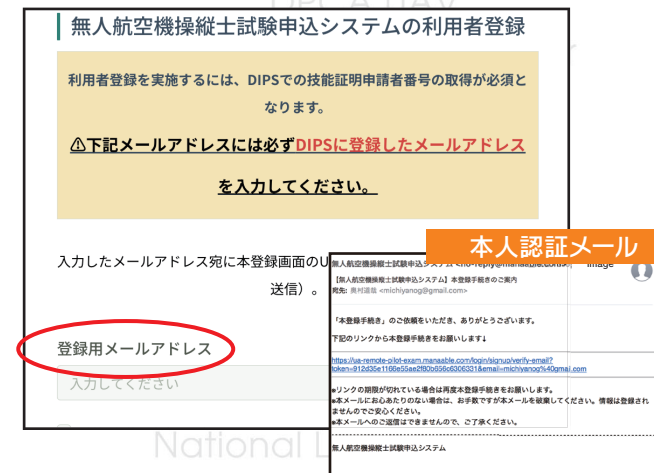 無人航空機操縦士試験申込システムの利用者登録
利用者登録を実施するには、DIPSでの技能証明申請者番号の取得が必須と
なります。
⚠下記メールアドレスには必ずDIPSに登録したメールアドレス
を入力してください。
入力したメールアドレス宛に本登録画面のU
送信）。
登録用メールアドレス
入力してください
本人認証メール
無人航空機操縦士試験申込システム <no-reply@manaable.com>
【無人航空機操縦士試験申込システム】本登録手続きのご案内
宛先: 奥村道哉 <michiyanog@gmail.com>
「本登録手続き」のご依頼をいただき、ありがとうございます。
下記のリンクから本登録手続きをお願いします↓
https://ua-remote-pilot-exam.manaable.com/login/signup/verify-email?
token=912d35e1166e55ae2f80b656c6306331&email=michiyanog%40gmai.com
※リンクの期限が切れている場合は再度本登録手続きをお願いします。
※本メールにお心あたりのない場合は、お手数ですが本メールを破棄してください。情報は登録され
ませんのでご安心ください。
※本メールへのご返信はできませんので、ご了承ください。
無人航空機操縦士試験申込システム
National L